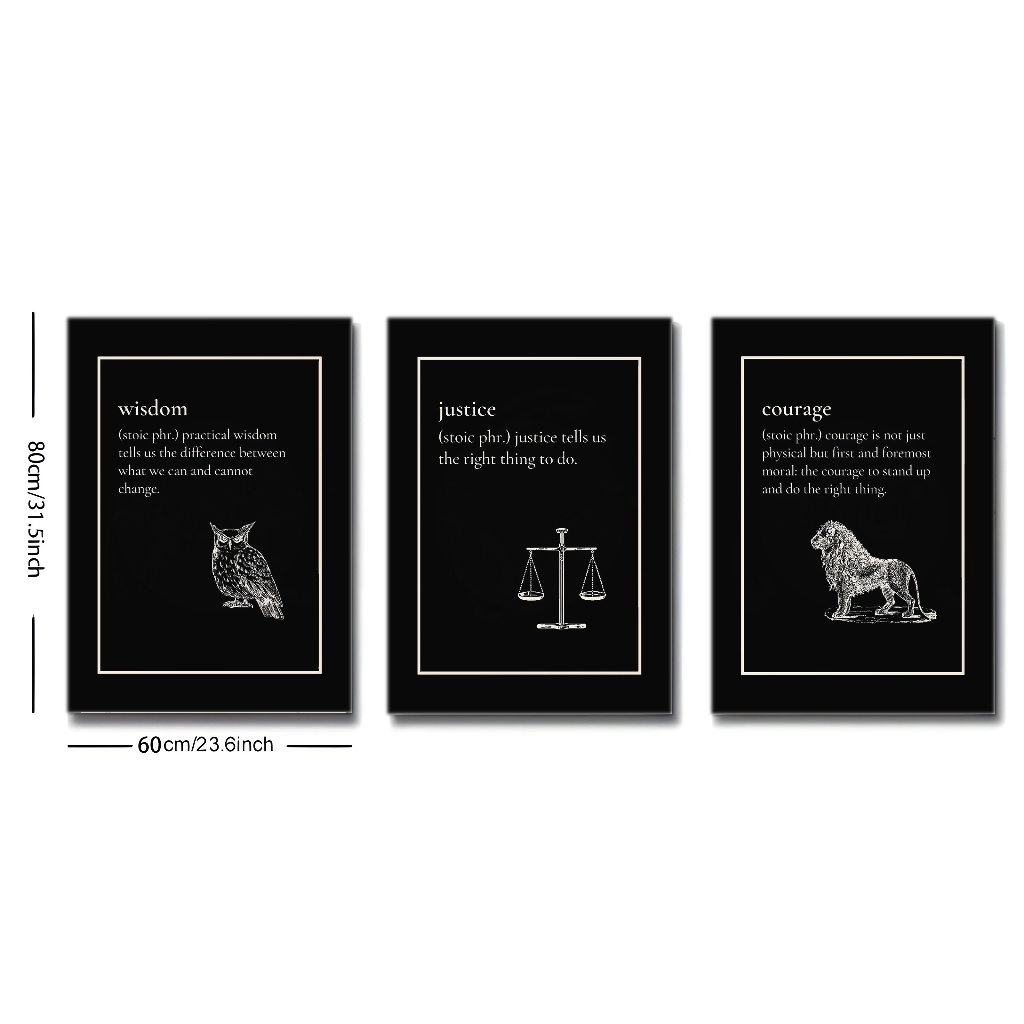 wisdom
(stoic phr.) practical wisdom
tells us the difference between
what we can and cannot
change.
justice
(stoic phr.) justice tells us
the right thing to do.
courage
(stoic phr.) courage is not just
physical but first and foremost
moral: the courage to stand up
and do the right thing.
80cm/31.5inch
60cm/23.6inch